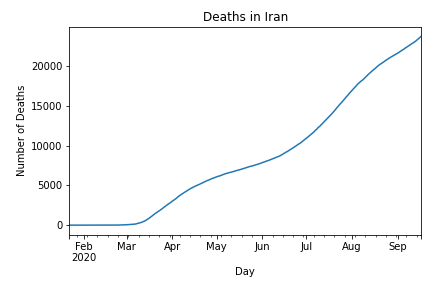 Deaths in Iran
Number of Deaths
20000
15000
10000
5000
0
Feb
2020
Mar
Apr
May
Jun
Jul
Aug
Sep
Day